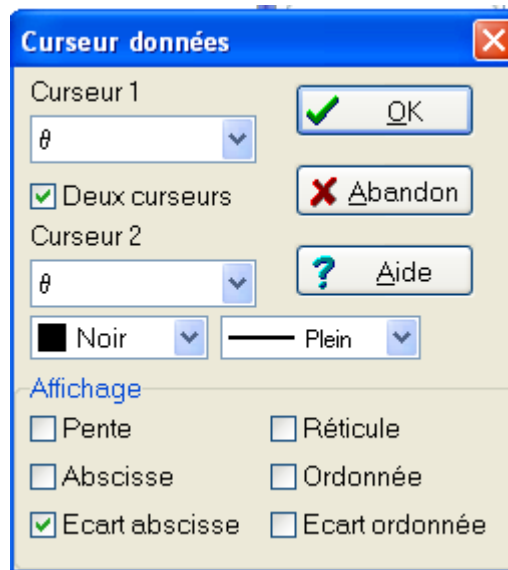 Curseur données
Curseur 1
OK
θ
Deux curseurs
Abandon
Curseur 2
θ
Aide
Noir
Plein
Affichage
Pente
Réticule
Abscisse
Ordonnée
Ecart abscisse
Ecart ordonnée